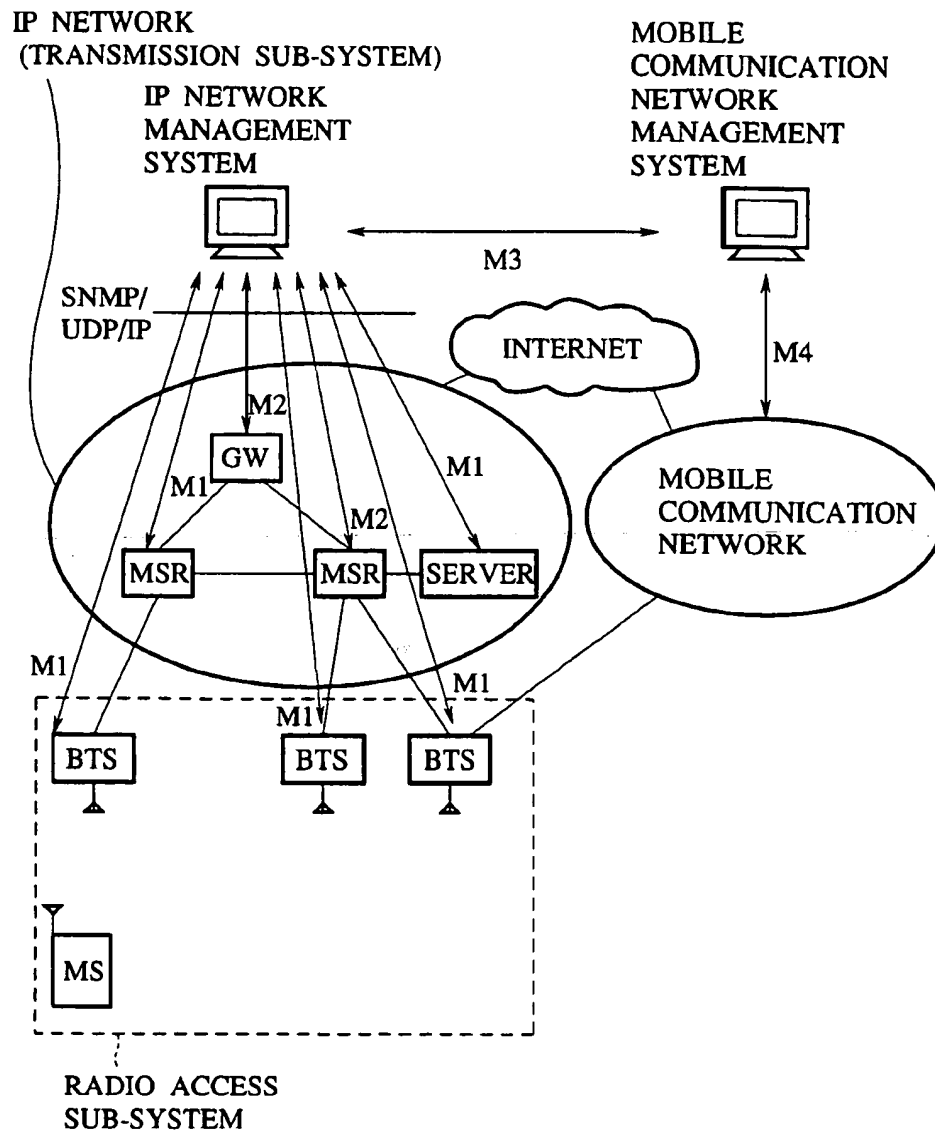 IP NETWORK
(TRANSMISSION SUB-SYSTEM)
IP NETWORK
MANAGEMENT
SYSTEM
MOBILE
COMMUNICATION
NETWORK
MANAGEMENT
SYSTEM
M3
SNMP/
UDP/IP
INTERNET
M4
M2
GW
M1
M1
M2
MOBILE
COMMUNICATION
NETWORK
MSR
MSR
SERVER
M1
M1
M1
BTS
BTS
BTS
MS
RADIO ACCESS
SUB-SYSTEM